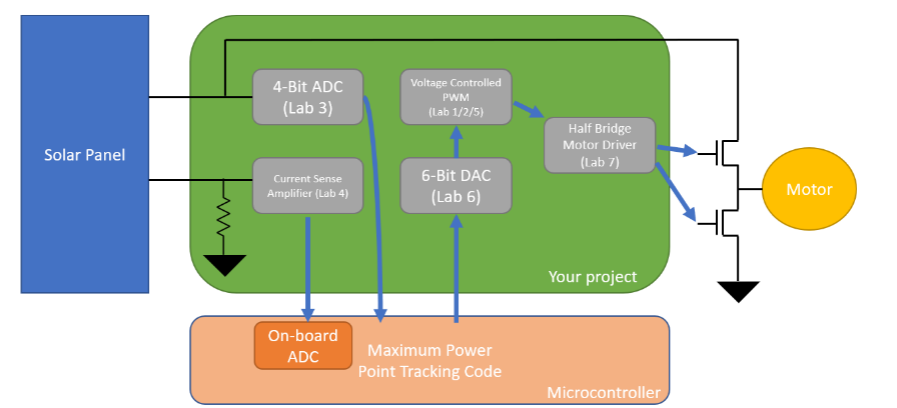 Solar Panel
4-Bit ADC
(Lab 3)
Voltage Controlled
PWM
(Lab 1/2/5)
Half Bridge
Motor Driver
(Lab 7)
Current Sense
Amplifier (Lab 4)
6-Bit DAC
(Lab 6)
Motor
Your project
On-board
ADC
Maximum Power
Point Tracking Code
Microcontroller